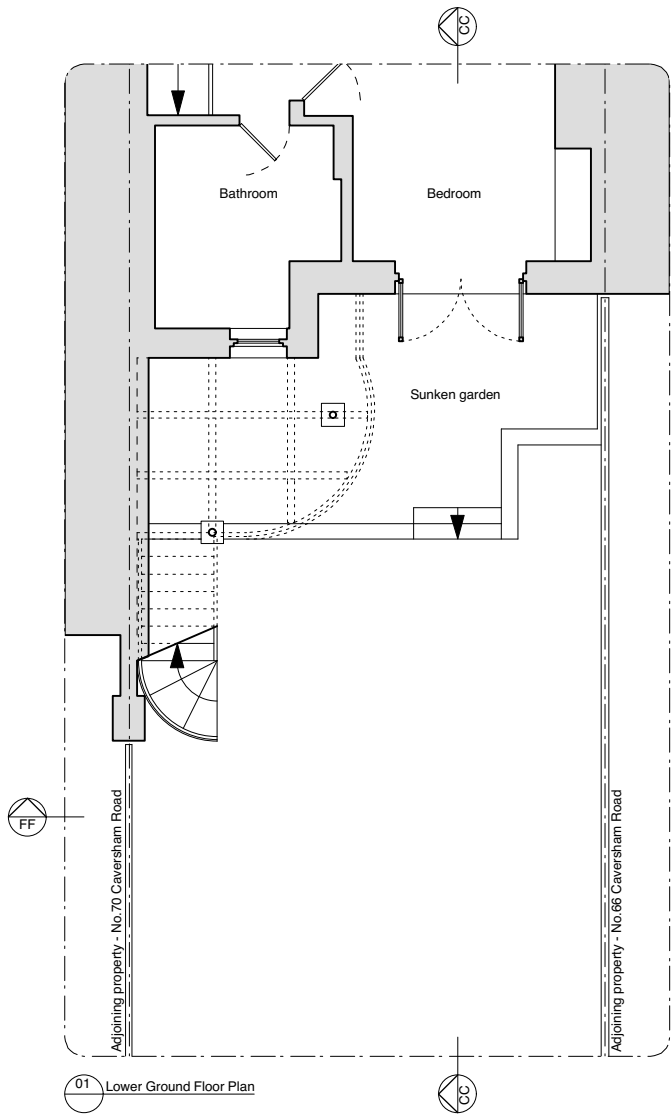 CC
Bathroom
Bedroom
Sunken garden
FF
Adjoining property - No.70 Caversham Road
Adjoining property - No.66 Caversham Road
01 Lower Ground Floor Plan
CC